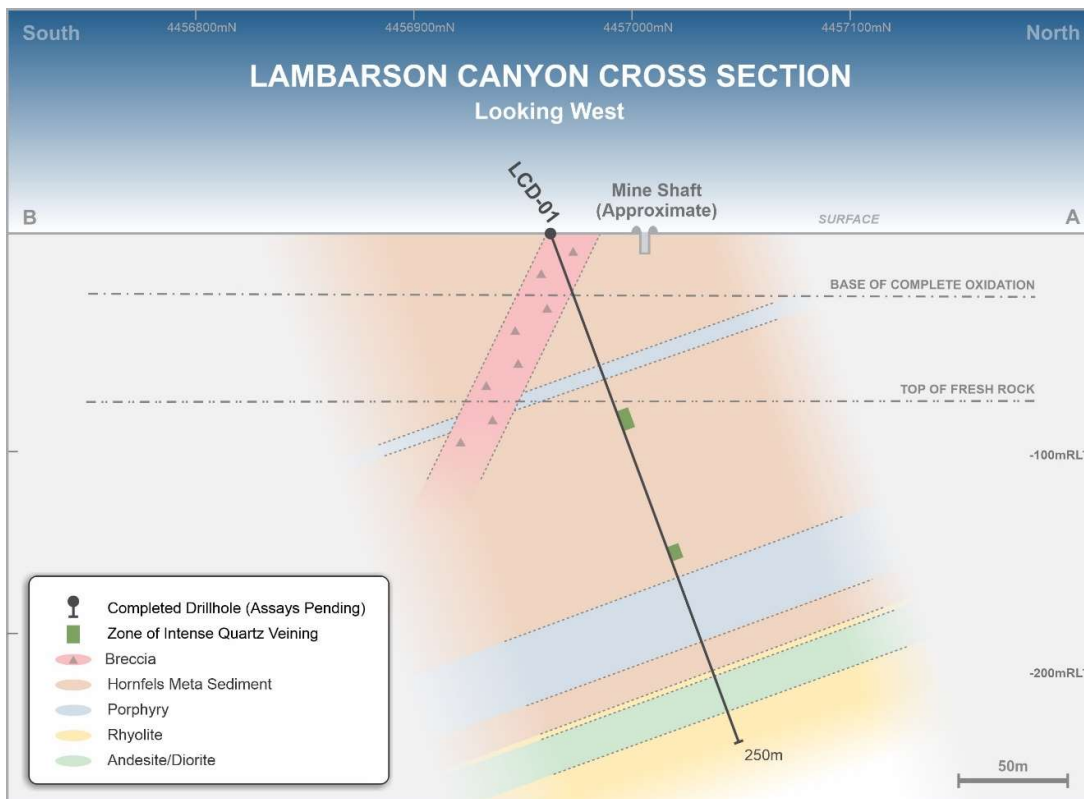 South
4456800mN
4456900mN
4457000mN
4457100mN
North
LAMBARSON CANYON CROSS SECTION
Looking West
LCD-01
Mine Shaft
(Approximate)
B
SURFACE
A
BASE OF COMPLETE OXIDATION
TOP OF FRESH ROCK
-100mRLT
Completed Drillhole (Assays Pending)
Zone of Intense Quartz Veining
Breccia
Hornfels Meta Sediment
Porphyry
Rhyolite
Andesite/Diorite
-200mRLT
250m
50m